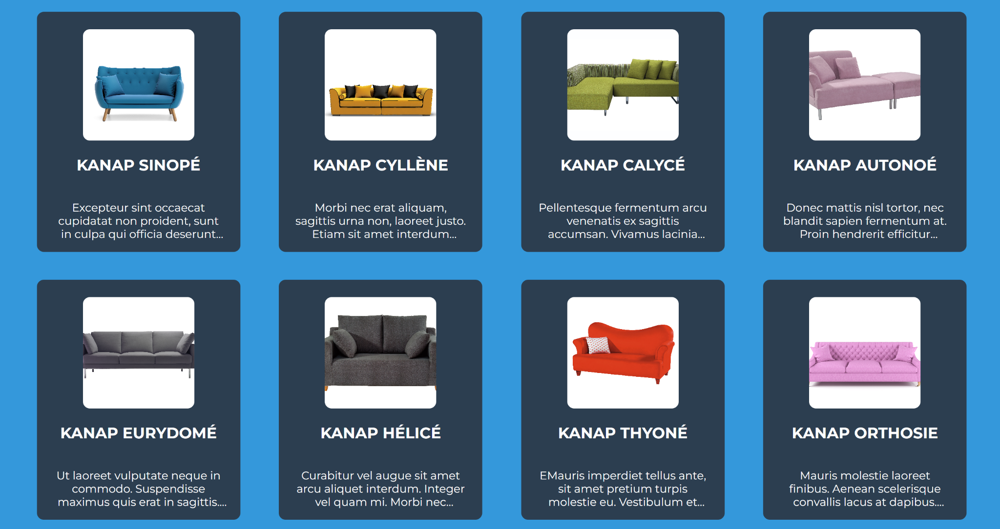 KANAP SINOPÉ
Excepteur sint occaecat
cupidatat non proident, sunt
in culpa qui officia deserunt...
KANAP CYLLÈNE
Morbi nec erat aliquam,
sagittis urna non, laoreet justo.
Etiam sit amet interdum...
KANAP CALYCÉ
Pellentesque fermentum arcu
venenatis ex sagittis
accumsan. Vivamus lacinia...
KANAP AUTONOÉ
Donec mattis nisl tortor, nec
blandit sapien fermentum at.
Proin hendrerit efficitur...
KANAP EURYDOMÉ
Ut laoreet vulputate neque in
commodo. Suspendisse
maximus quis erat in sagittis....
KANAP HÉLICÉ
Curabitur vel augue sit amet
arcu aliquet interdum. Integer
vel quam mi. Morbi nec...
KANAP THYONÉ
EMauris imperdiet tellus ante,
sit amet pretium turpis
molestie eu. Vestibulum et...
KANAP ORTHOSIE
Mauris molestie laoreet
finibus. Aenean scelerisque
convallis lacus at dapibus....